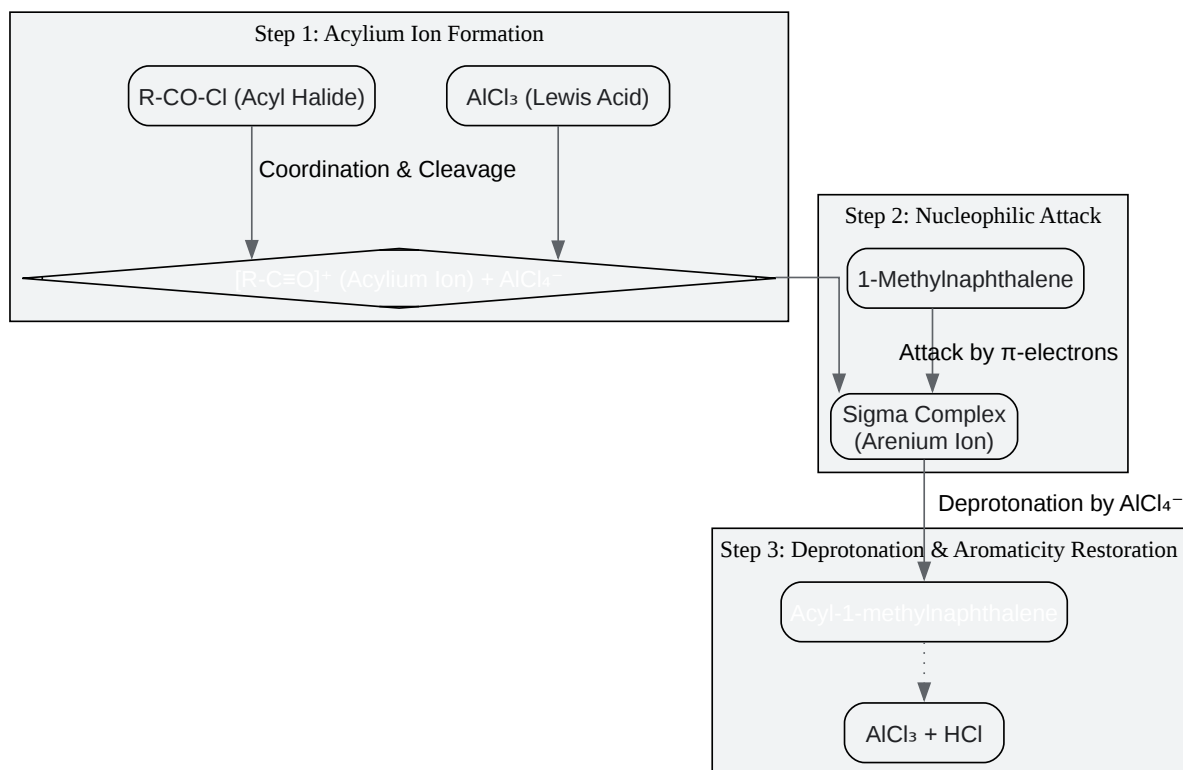 Step 1: Acylium Ion Formation
R-CO-Cl (Acyl Halide)
AlCl₃ (Lewis Acid)
Coordination & Cleavage
[R-C≡O]⁺ (Acylium Ion) + AlCl₄⁻
Step 2: Nucleophilic Attack
1-Methylnaphthalene
Attack by π-electrons
Sigma Complex
(Arenium Ion)
Deprotonation by AlCl₄⁻
Step 3: Deprotonation & Aromaticity Restoration
Acyl-1-methylnaphthalene
AlCl₃ + HCl